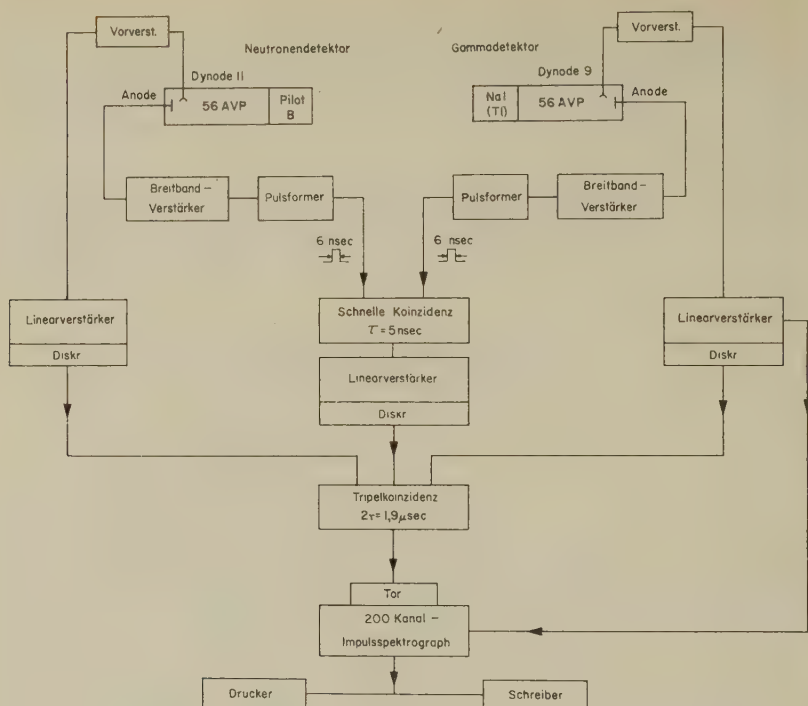 Vorverst.
Neutronendetektor
Gammadetektor
Vorverst.
Dynode 11
Dynode 9
Anode
56 AVP
Pilot
B
NaI
(Tl)
56 AVP
Anode
Breitband –
Verstärker
Pulsformer
Pulsformer
Breitband –
Verstärker
6 nsec
6 nsec
Linearverstärker
Diskr
Schnelle Koinzidenz
τ = 5 nsec
Linearverstärker
Diskr
Linearverstärker
Diskr
Tripelkoinzidenz
2τ = 1,9 μsec
Tor
200 Kanal –
Impulsspektrograph
Drucker
Schreiber